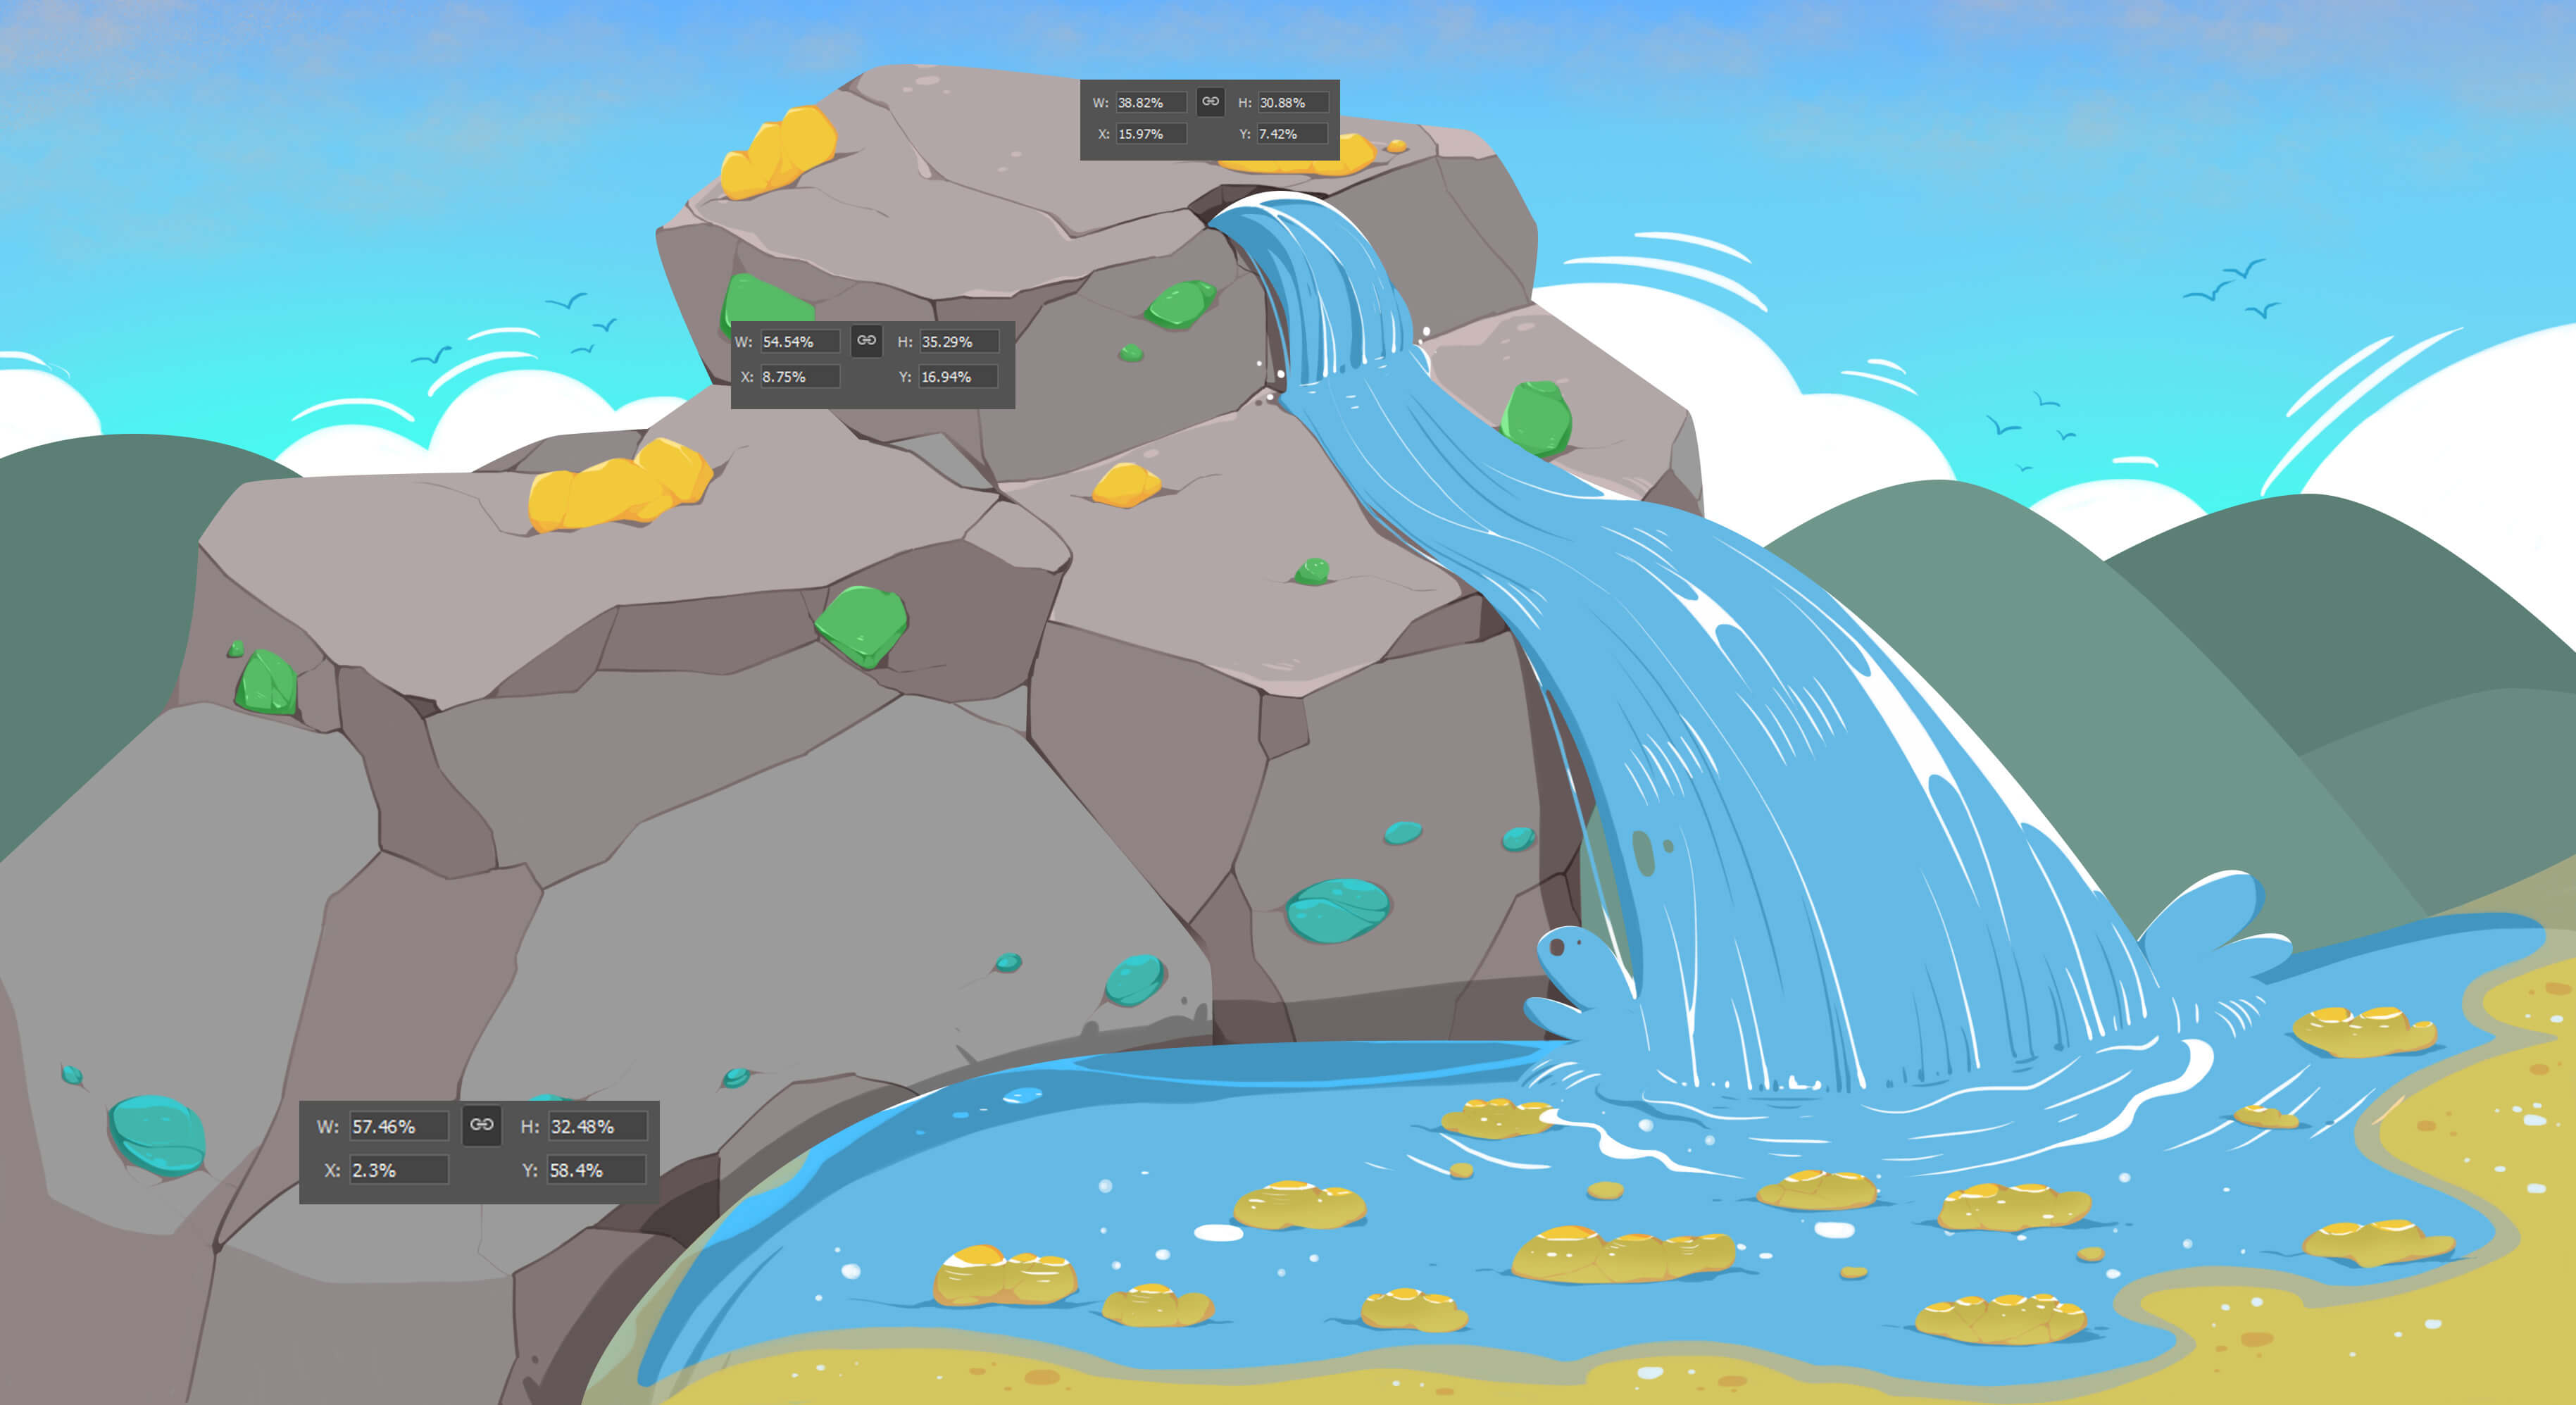 W: 38.82% H: 30.88%
X: 15.97% Y: 7.42%
W: 54.54% H: 35.29%
X: 8.75% Y: 16.94%
W: 57.46% H: 32.48%
X: 2.3% Y: 58.4%